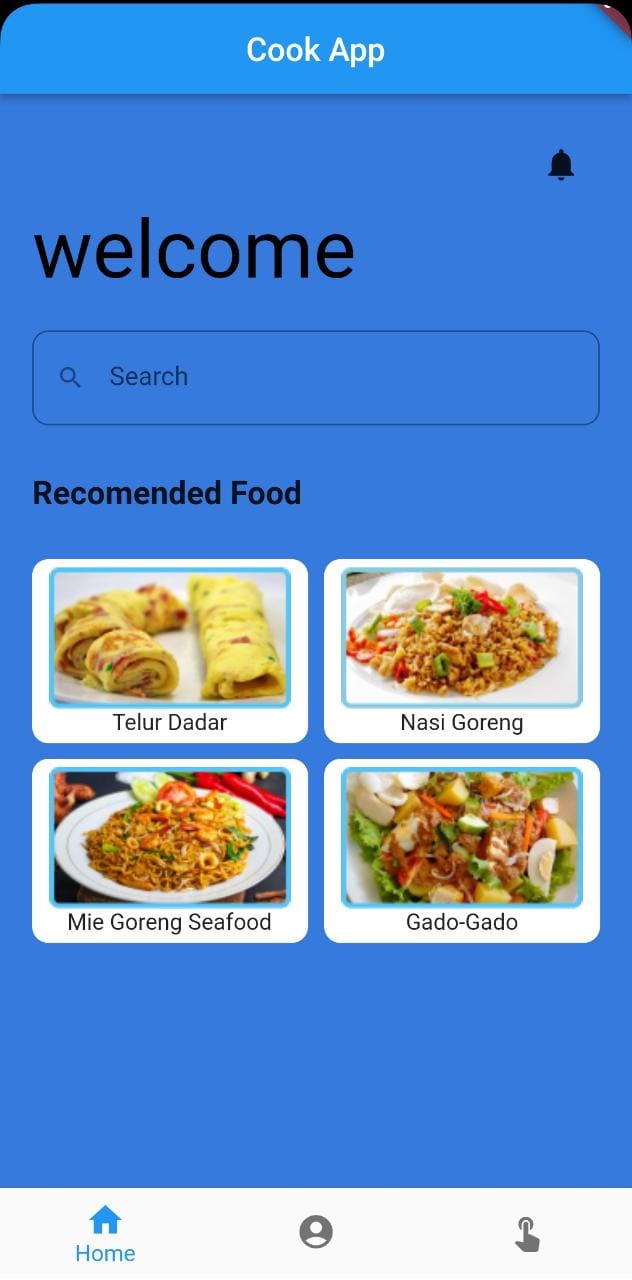 Cook App
welcome
Search
Recomended Food
Telur Dadar
Nasi Goreng
Mie Goreng Seafood
Gado-Gado
Home